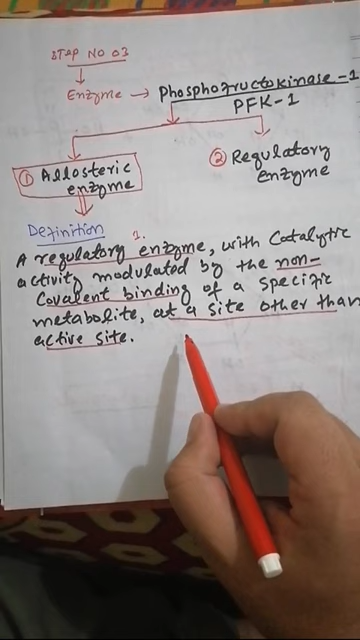 STEP NO 03
Enzyme → Phosphofructokinase-1
PFK-1
① Allosteric
enzyme
② Regulatory
enzyme
Definition
1.
A regulatory enzyme, with Catalytic
activity modulated by the non-
Covalent binding of a specific
metabolite, at a site other than
active site.